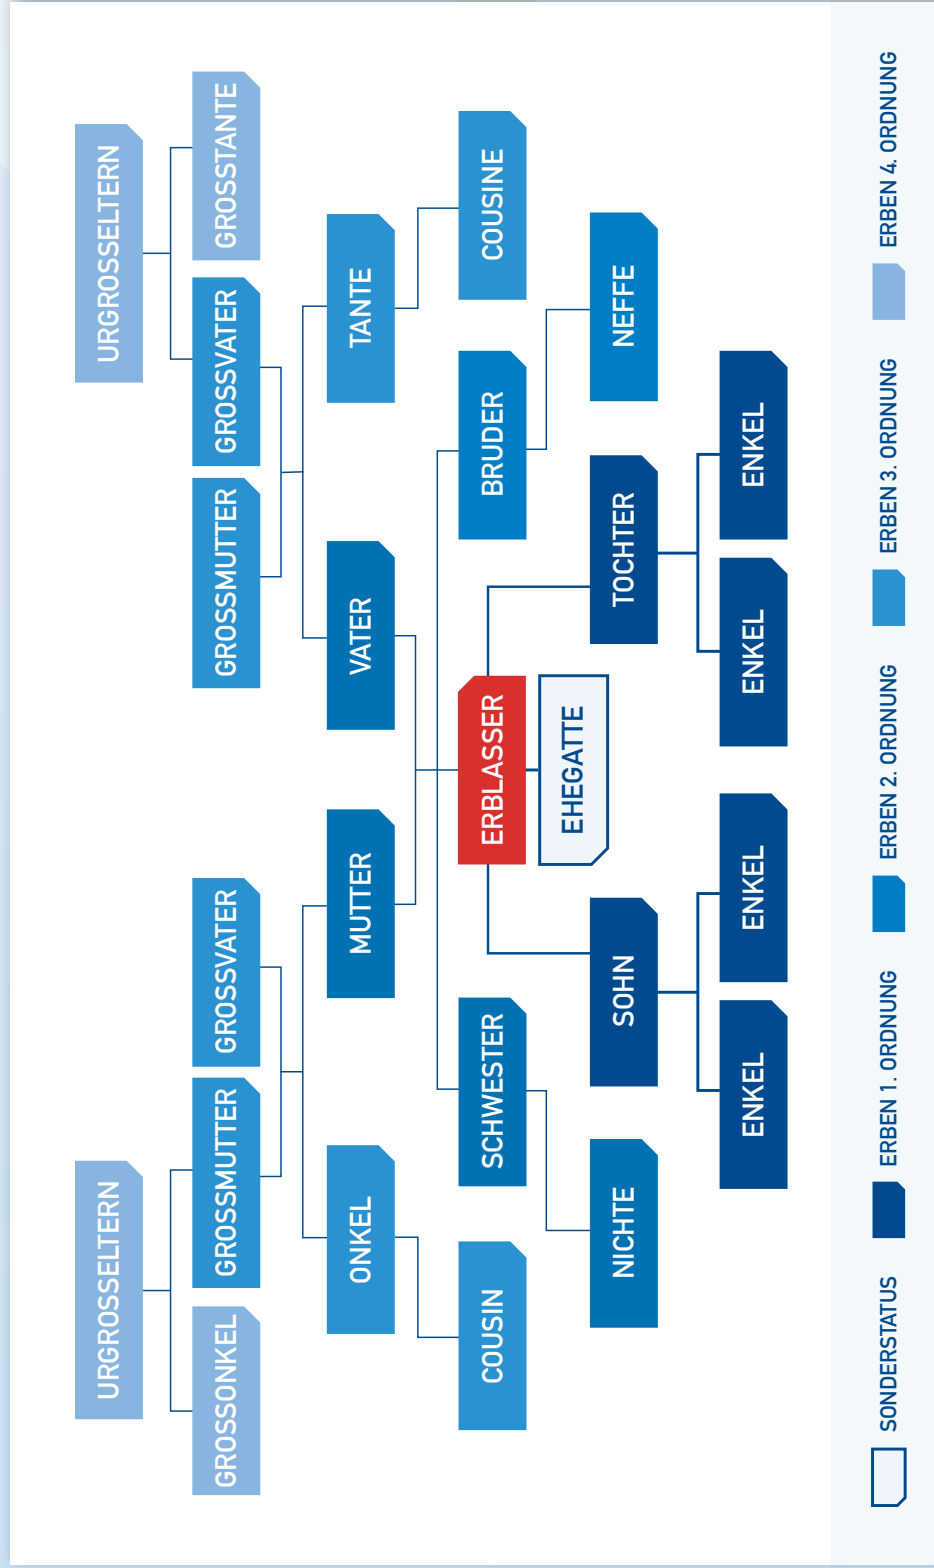 URGROSSELTERN
URGROSSELTERN
GROSSONKEL
GROSSMUTTER
GROSSVATER
GROSSMUTTER
GROSSVATER
GROSSTANTE
ONKEL
MUTTER
VATER
TANTE
COUSIN
SCHWESTER
ERBLASSER
BRUDER
COUSINE
EHEGATTE
NICHTE
SOHN
TOCHTER
NEFFE
ENKEL
ENKEL
ENKEL
ENKEL
SONDERSTATUS
ERBEN 1. ORDNUNG
ERBEN 2. ORDNUNG
ERBEN 3. ORDNUNG
ERBEN 4. ORDNUNG